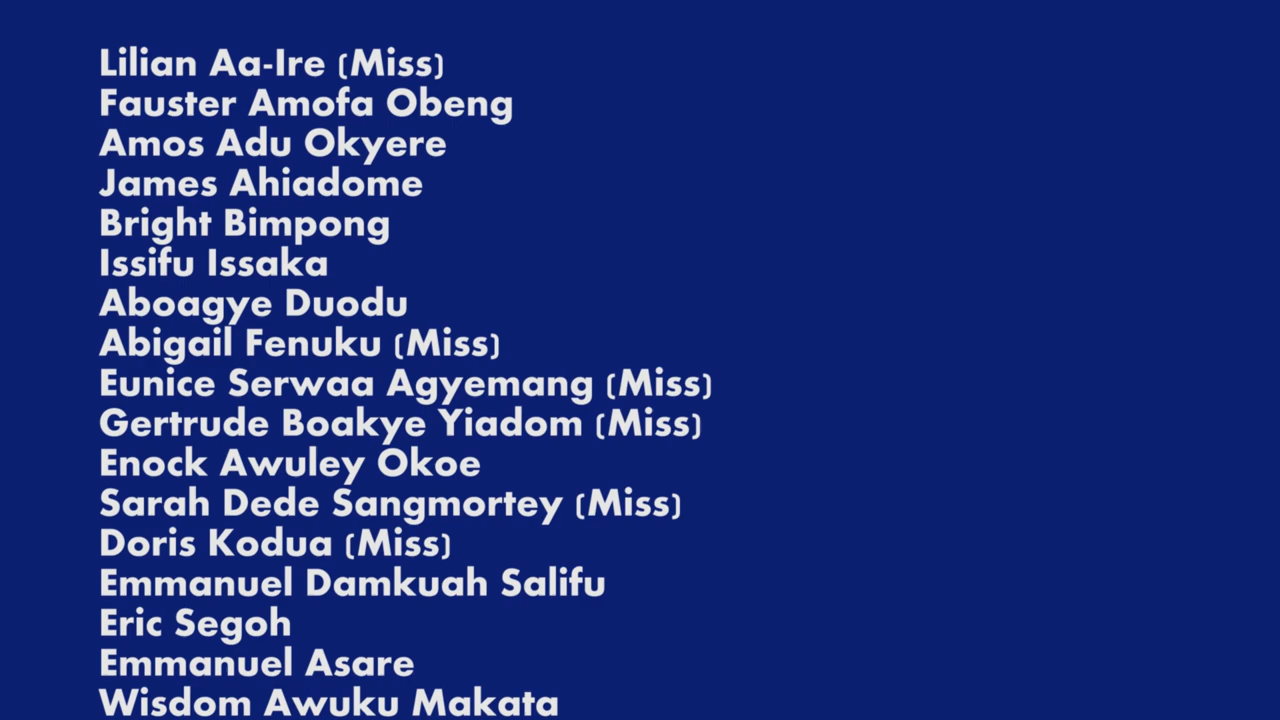 Lilian Aa-Ire (Miss)
Fauster Amofa Obeng
Amos Adu Okyere
James Ahiadome
Bright Bimpong
Issifu Issaka
Aboagye Duodu
Abigail Fenuku (Miss)
Eunice Serwaa Agyemang (Miss)
Gertrude Boakye Yiadom (Miss)
Enock Awuley Okoe
Sarah Dede Sangmortey (Miss)
Doris Kodua (Miss)
Emmanuel Damkuah Salifu
Eric Segoh
Emmanuel Asare
Wisdom Awuku Makata